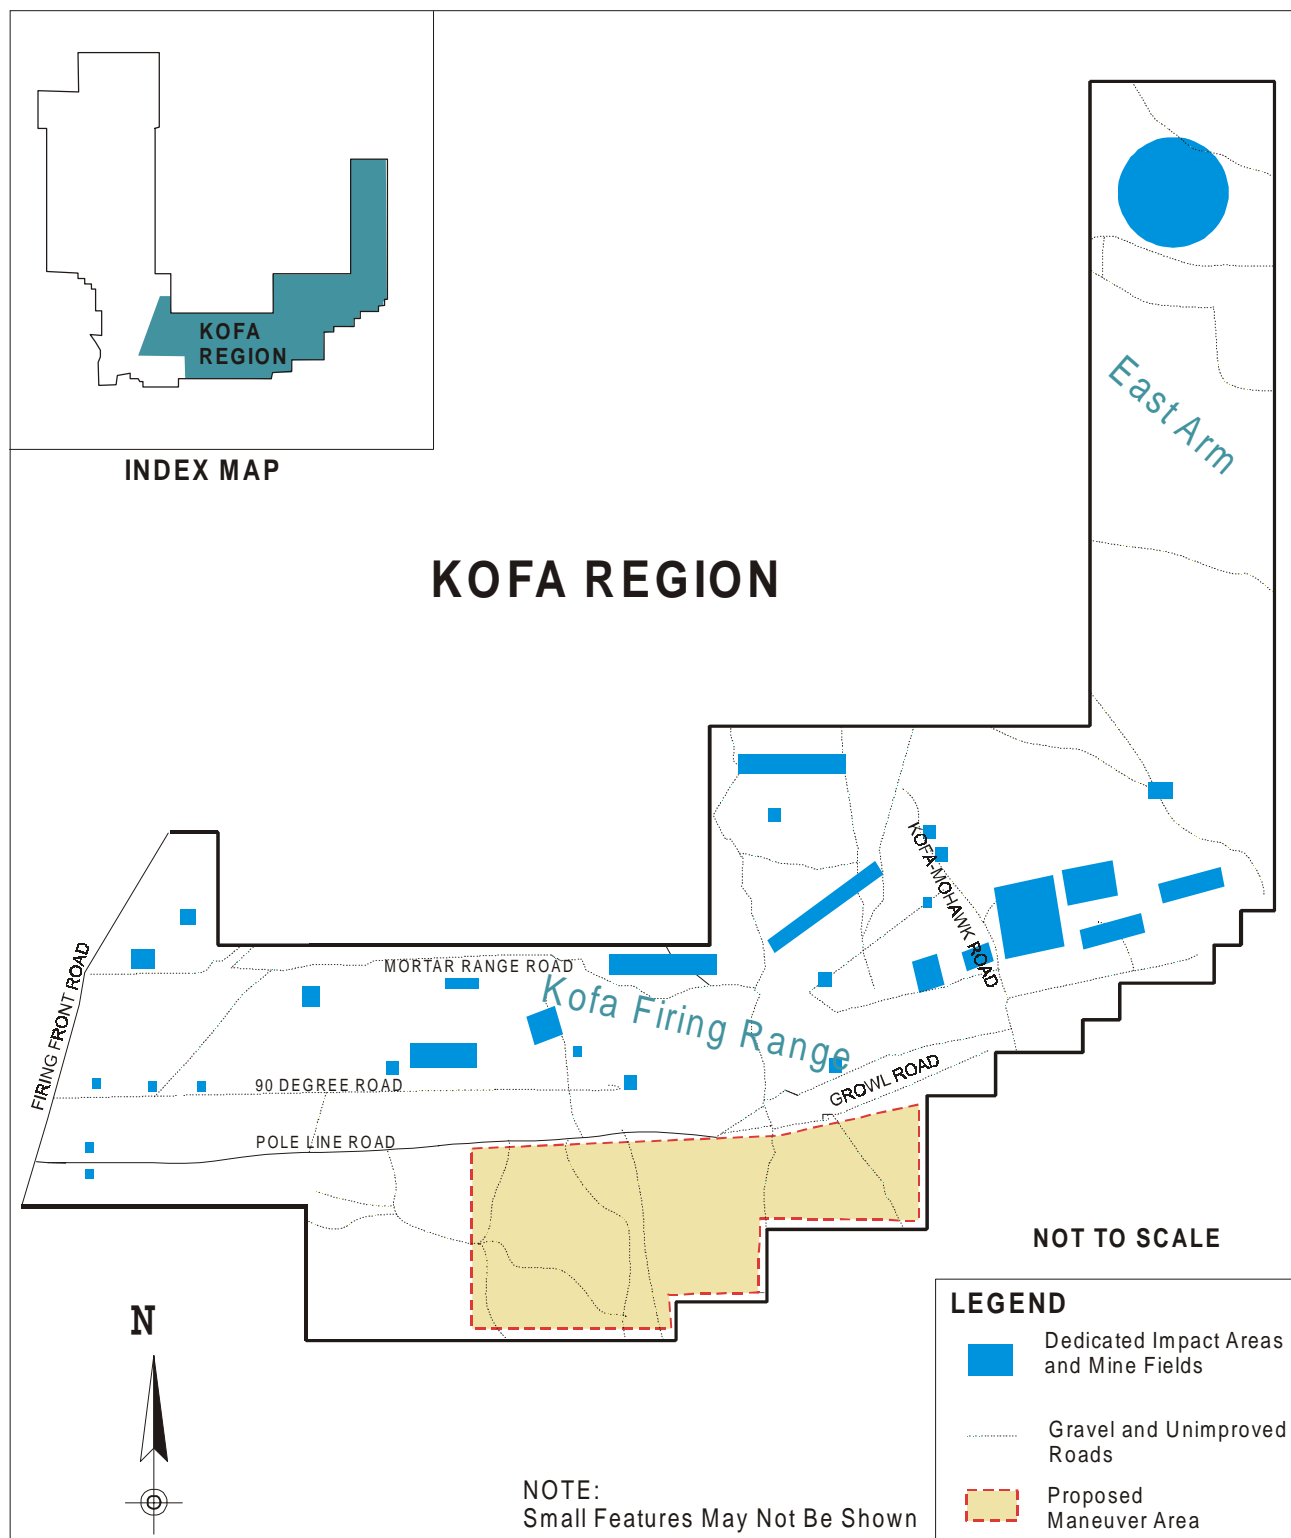 KOFA
REGION
INDEX MAP
East Arm
KOFA REGION
KOFA-MOHAWK ROAD
FIRING FRONT ROAD
MORTAR RANGE ROAD
Kofa Firing Range
90 DEGREE ROAD
GROWL ROAD
POLE LINE ROAD
NOT TO SCALE
LEGEND
Dedicated Impact Areas
and Mine Fields
Gravel and Unimproved
Roads
Proposed
Maneuver Area
N
NOTE:
Small Features May Not Be Shown